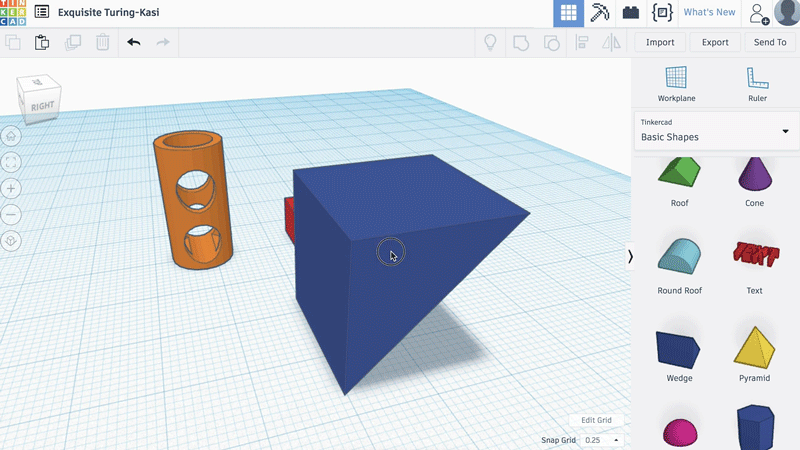 TIN
KER
CAD
Exquisite Turing-Kasi
What's New
Import
Export
Send To
RIGHT
Workplane
Ruler
Tinkercad
Basic Shapes
Roof
Cone
TEXT
Round Roof
Text
Wedge
Pyramid
Edit Grid
Snap Grid
0.25